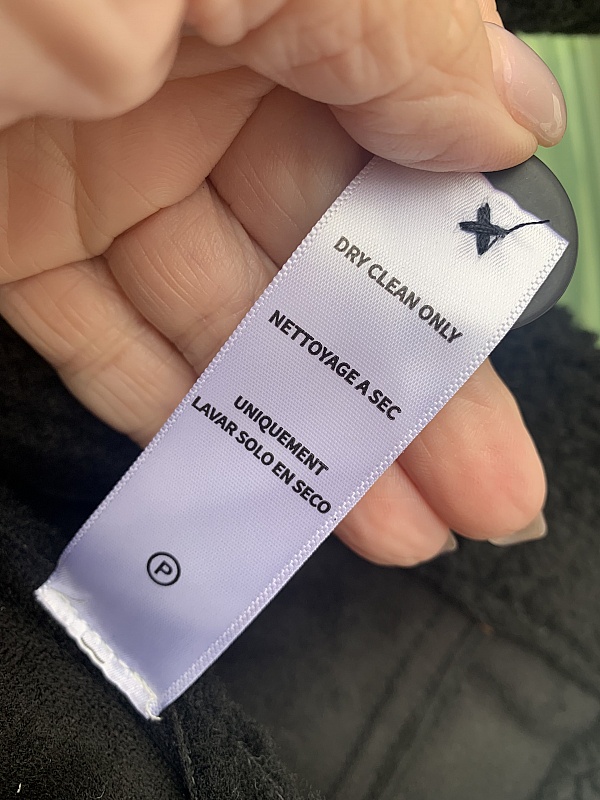 DRY CLEAN ONLY
NETTOYAGE A SEC
UNIQUEMENT
LAVAR SOLO EN SECO
P